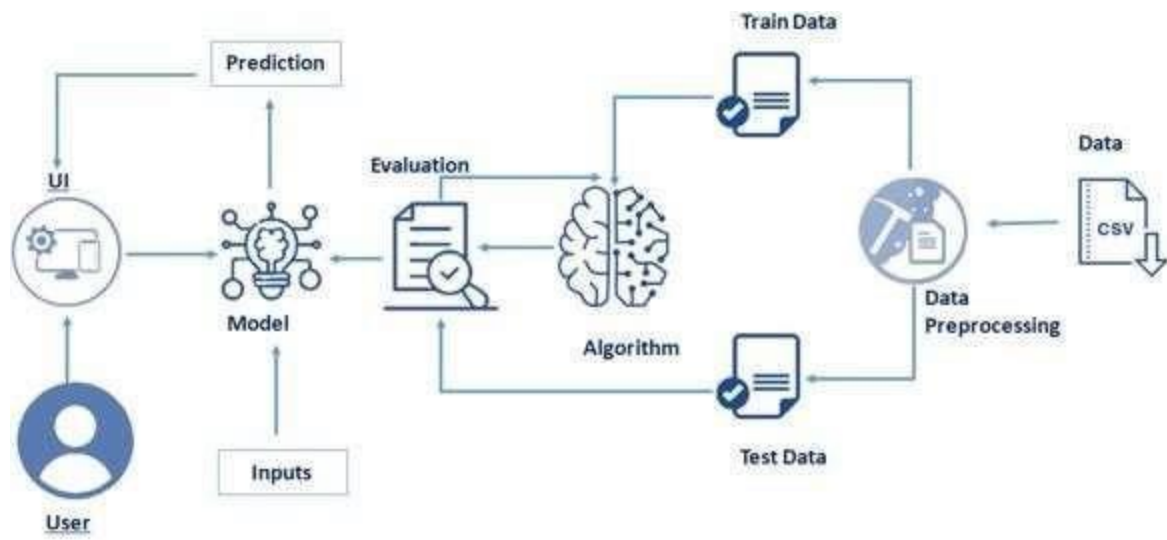 Train Data
Prediction
Data
Evaluation
UI
CSV
Data
Preprocessing
Model
Algorithm
Inputs
Test Data
User